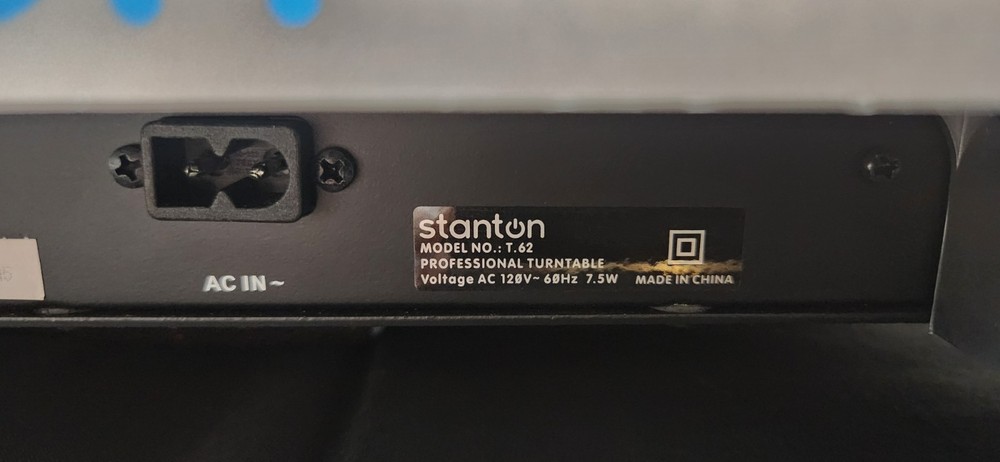 stanton
MODEL NO.: T.62
PROFESSIONAL TURNTABLE
Voltage AC 120V~ 60Hz 7.5W
MADE IN CHINA
AC IN~